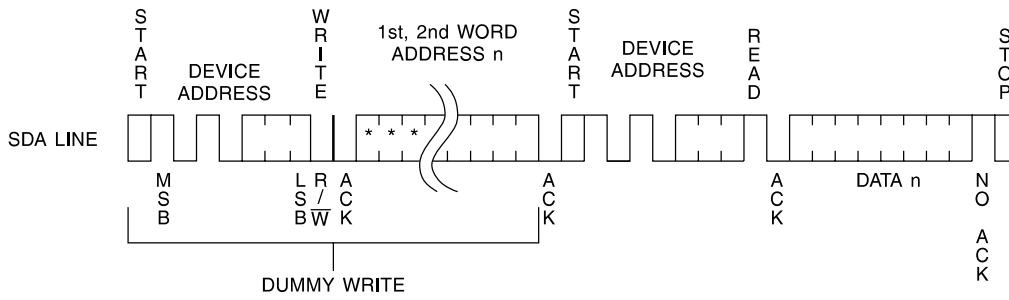 START
WRITE
1st, 2nd WORD
ADDRESS n
START
DEVICE
ADDRESS
READ
STOP
DEVICE
ADDRESS
SDA LINE
* * *
MSB
LSB
R/W
ACK
ACK
ACK
DATA n
NO ACK
DUMMY WRITE